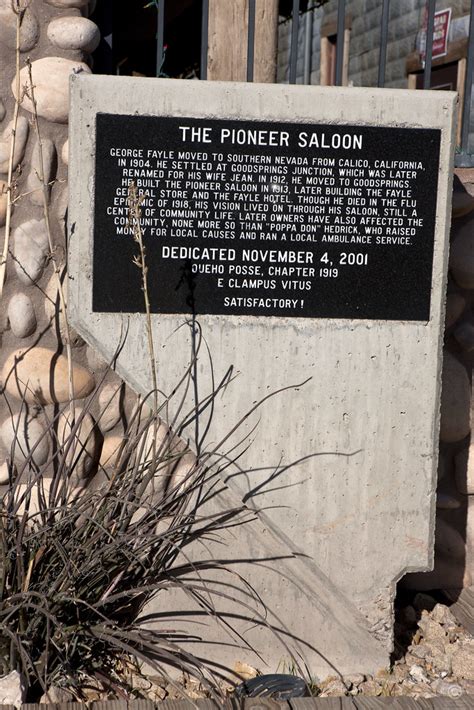 THE PIONEER SALOON
GEORGE FAYLE MOVED TO SOUTHERN NEVADA FROM CALICO, CALIFORNIA,
IN 1904. HE SETTLED AT GOODSPRINGS JUNCTION, WHICH WAS LATER
RENAMED FOR HIS WIFE JEAN. IN 1912, HE MOVED TO GOODSPRINGS.
HE BUILT THE PIONEER SALOON IN 1913, LATER BUILDING THE FAYLE
GENERAL STORE AND THE FAYLE HOTEL. THOUGH HE DIED IN THE FLU
EPIDEMIC OF 1918, HIS VISION LIVED ON THROUGH HIS SALOON, STILL A
CENTER OF COMMUNITY LIFE. LATER OWNERS HAVE ALSO AFFECTED THE
COMMUNITY, NONE MORE SO THAN "POPPA DON" HEDRICK, WHO RAISED
MONEY FOR LOCAL CAUSES AND RAN A LOCAL AMBULANCE SERVICE.
DEDICATED NOVEMBER 4, 2001
QUEHO POSSE, CHAPTER 1919
E CLAMPUS VITUS
SATISFACTORY!